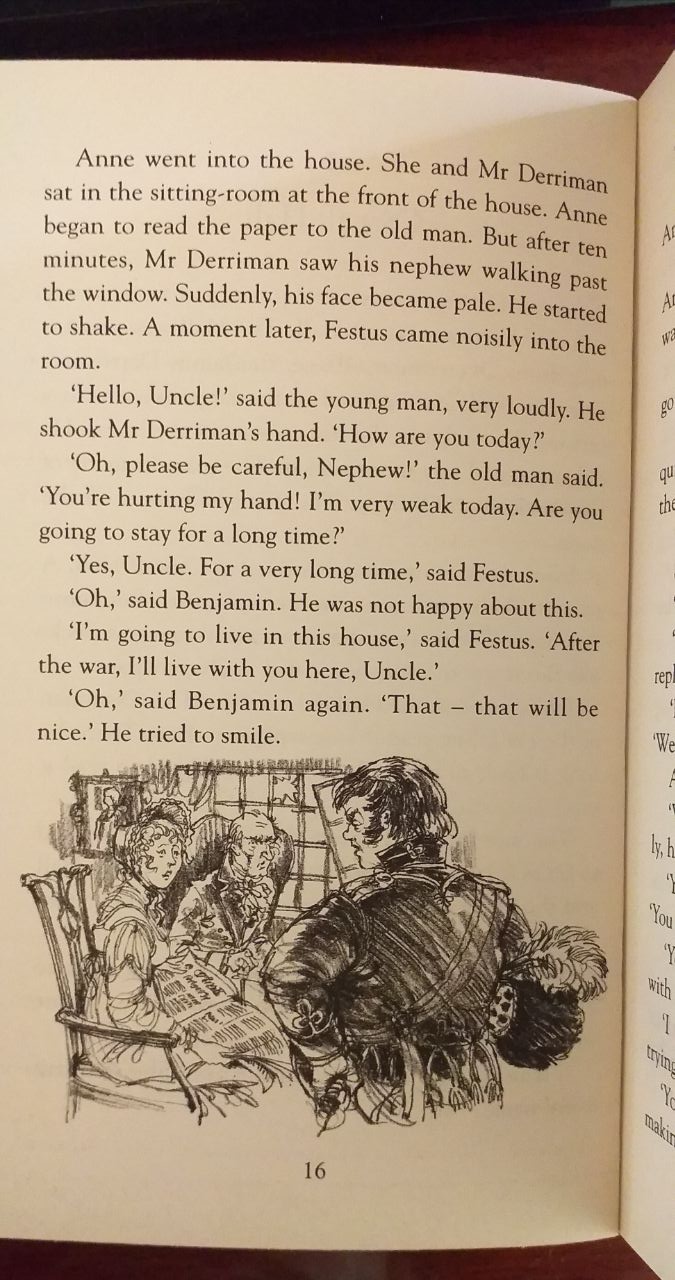 Anne went into the house. She and Mr Derriman
sat in the sitting-room at the front of the house. Anne
began to read the paper to the old man. But after ten
minutes, Mr Derriman saw his nephew walking past
the window. Suddenly, his face became pale. He started
to shake. A moment later, Festus came noisily into the
room.
‘Hello, Uncle!’ said the young man, very loudly. He
shook Mr Derriman’s hand. ‘How are you today?’
‘Oh, please be careful, Nephew!’ the old man said.
‘You’re hurting my hand! I’m very weak today. Are you
going to stay for a long time?’
‘Yes, Uncle. For a very long time,’ said Festus.
‘Oh,’ said Benjamin. He was not happy about this.
‘I’m going to live in this house,’ said Festus. ‘After
the war, I’ll live with you here, Uncle.’
‘Oh,’ said Benjamin again. ‘That – that will be
nice.’ He tried to smile.
16
‘You
with
‘I
trying